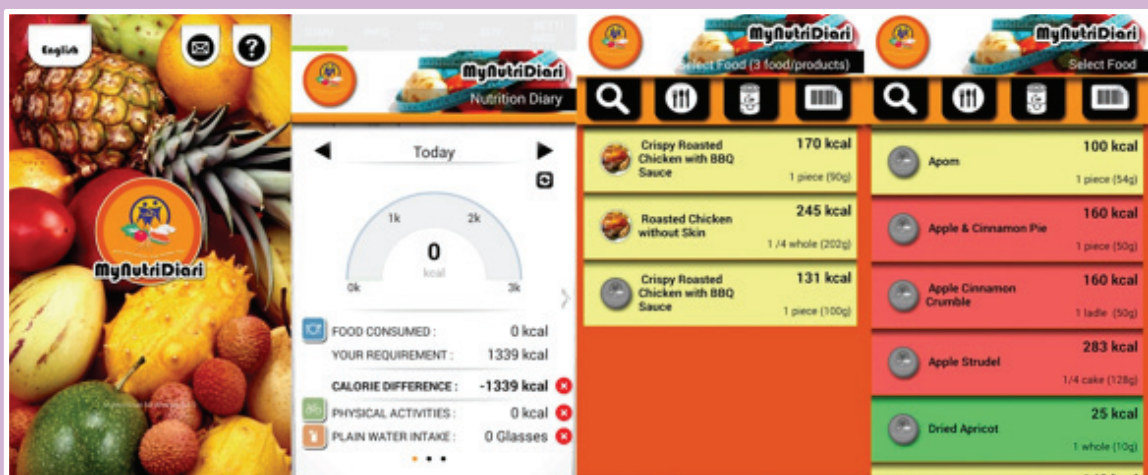 English
?
MyNutriDiari
MyNutriDiari
Nutrition Diary
Today
1k
2k
0
kcal
0k
3k
FOOD CONSUMED : 0 kcal
YOUR REQUIREMENT : 1339 kcal
CALORIE DIFFERENCE : -1339 kcal
PHYSICAL ACTIVITIES : 0 kcal
PLAIN WATER INTAKE : 0 Glasses
MyNutriDiari
Select Food (3 food/products)
Crispy Roasted
Chicken with BBQ
Sauce
170 kcal
1 piece (90g)
Roasted Chicken
without Skin
245 kcal
1 /4 whole (202g)
Crispy Roasted
Chicken with BBQ
Sauce
131 kcal
1 piece (100g)
MyNutriDiari
Select Food
Apom
100 kcal
1 piece (54g)
Apple & Cinnamon Pie
160 kcal
1 piece (50g)
Apple Cinnamon
Crumble
160 kcal
1 ladle (50g)
Apple Strudel
283 kcal
1/4 cake (128g)
Dried Apricot
25 kcal
1 whole (10g)